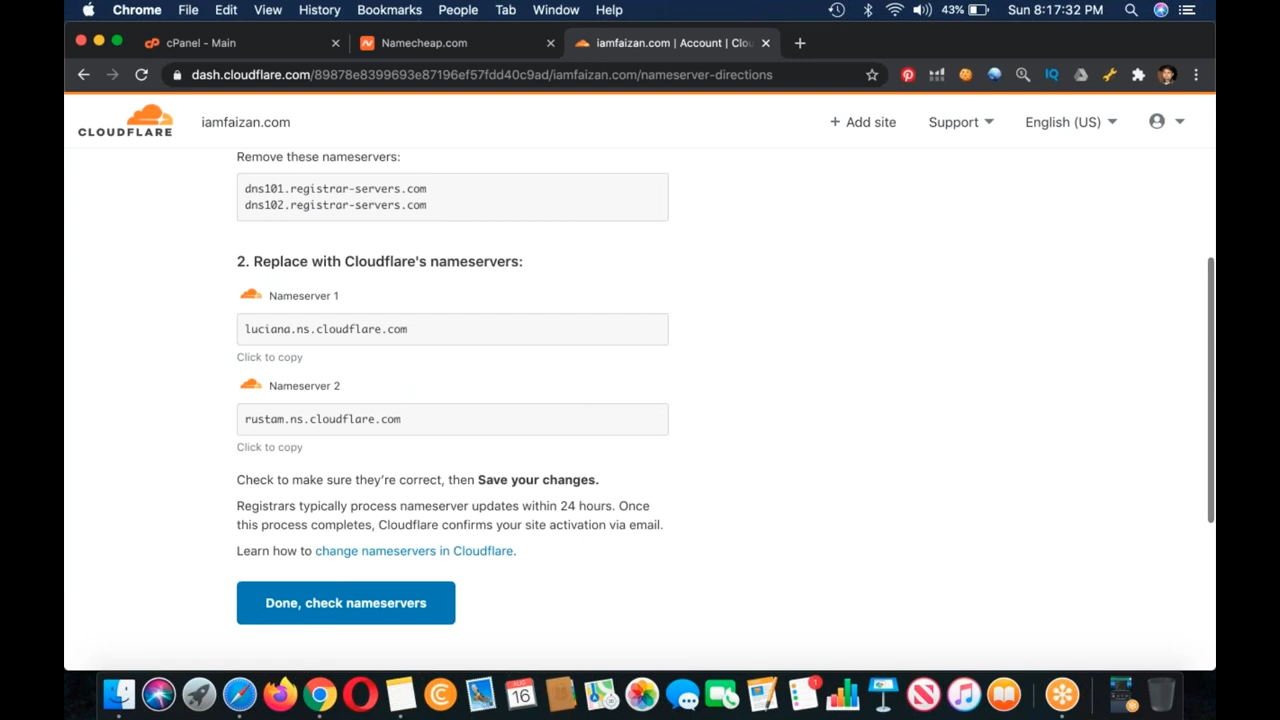 Chrome File Edit View History Bookmarks People Tab Window Help 43% Sun 8:17:32 PM
cPanel - Main
Namecheap.com
iamfaizan.com | Account | Clou
dash.cloudflare.com/89878e8399693e87196ef57fdd40c9ad/iamfaizan.com/nameserver-directions
IQ
CLOUDFLARE
iamfaizan.com
+ Add site
Support
English (US)
Remove these nameservers:
dns101.registrar-servers.com
dns102.registrar-servers.com
2. Replace with Cloudflare's nameservers:
Nameserver 1
luciana.ns.cloudflare.com
Click to copy
Nameserver 2
rustam.ns.cloudflare.com
Click to copy
Check to make sure they're correct, then Save your changes.
Registrars typically process nameserver updates within 24 hours. Once
this process completes, Cloudflare confirms your site activation via email.
Learn how to change nameservers in Cloudflare.
Done, check nameservers
AUG
16
1